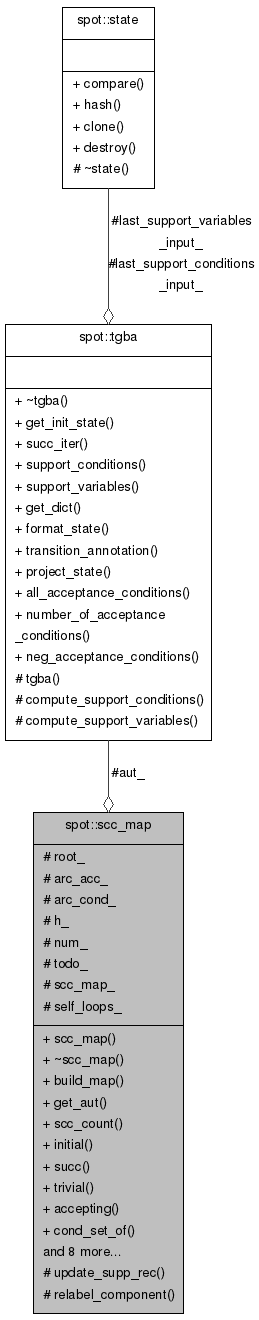 spot::state
+ compare()
+ hash()
+ clone()
+ destroy()
# ~state()
#last_support_variables
_input_
#last_support_conditions
_input_
spot::tgba
+ ~tgba()
+ get_init_state()
+ succ_iter()
+ support_conditions()
+ support_variables()
+ get_dict()
+ format_state()
+ transition_annotation()
+ project_state()
+ all_acceptance_conditions()
+ number_of_acceptance
_conditions()
+ neg_acceptance_conditions()
# tgba()
# compute_support_conditions()
# compute_support_variables()
#aut_
spot::scc_map
# root_
# arc_acc_
# arc_cond_
# h_
# num_
# todo_
# scc_map_
# self_loops_
+ scc_map()
+ ~scc_map()
+ build_map()
+ get_aut()
+ scc_count()
+ initial()
+ succ()
+ trivial()
+ accepting()
+ cond_set_of()
and 8 more...
# update_supp_rec()
# relabel_component()